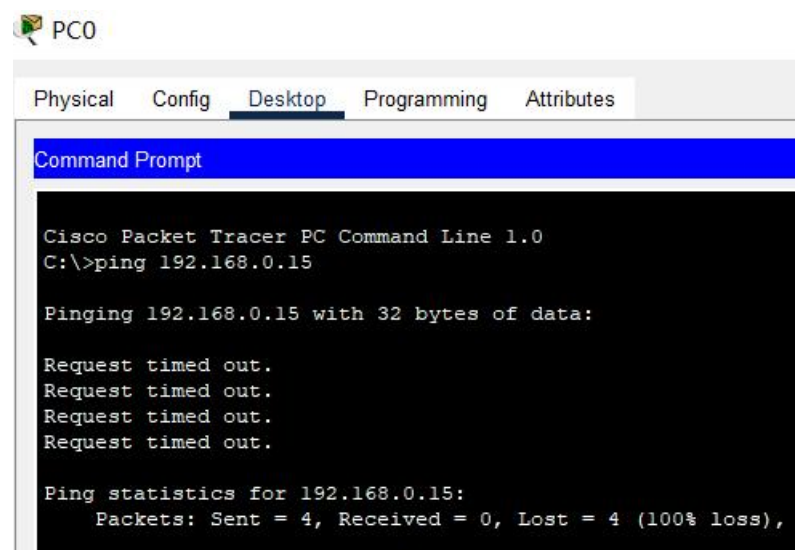 PC0
Physical Config Desktop Programming Attributes
Command Prompt
Cisco Packet Tracer PC Command Line 1.0
C:\>ping 192.168.0.15
Pinging 192.168.0.15 with 32 bytes of data:
Request timed out.
Request timed out.
Request timed out.
Request timed out.
Ping statistics for 192.168.0.15:
Packets: Sent = 4, Received = 0, Lost = 4 (100% loss),